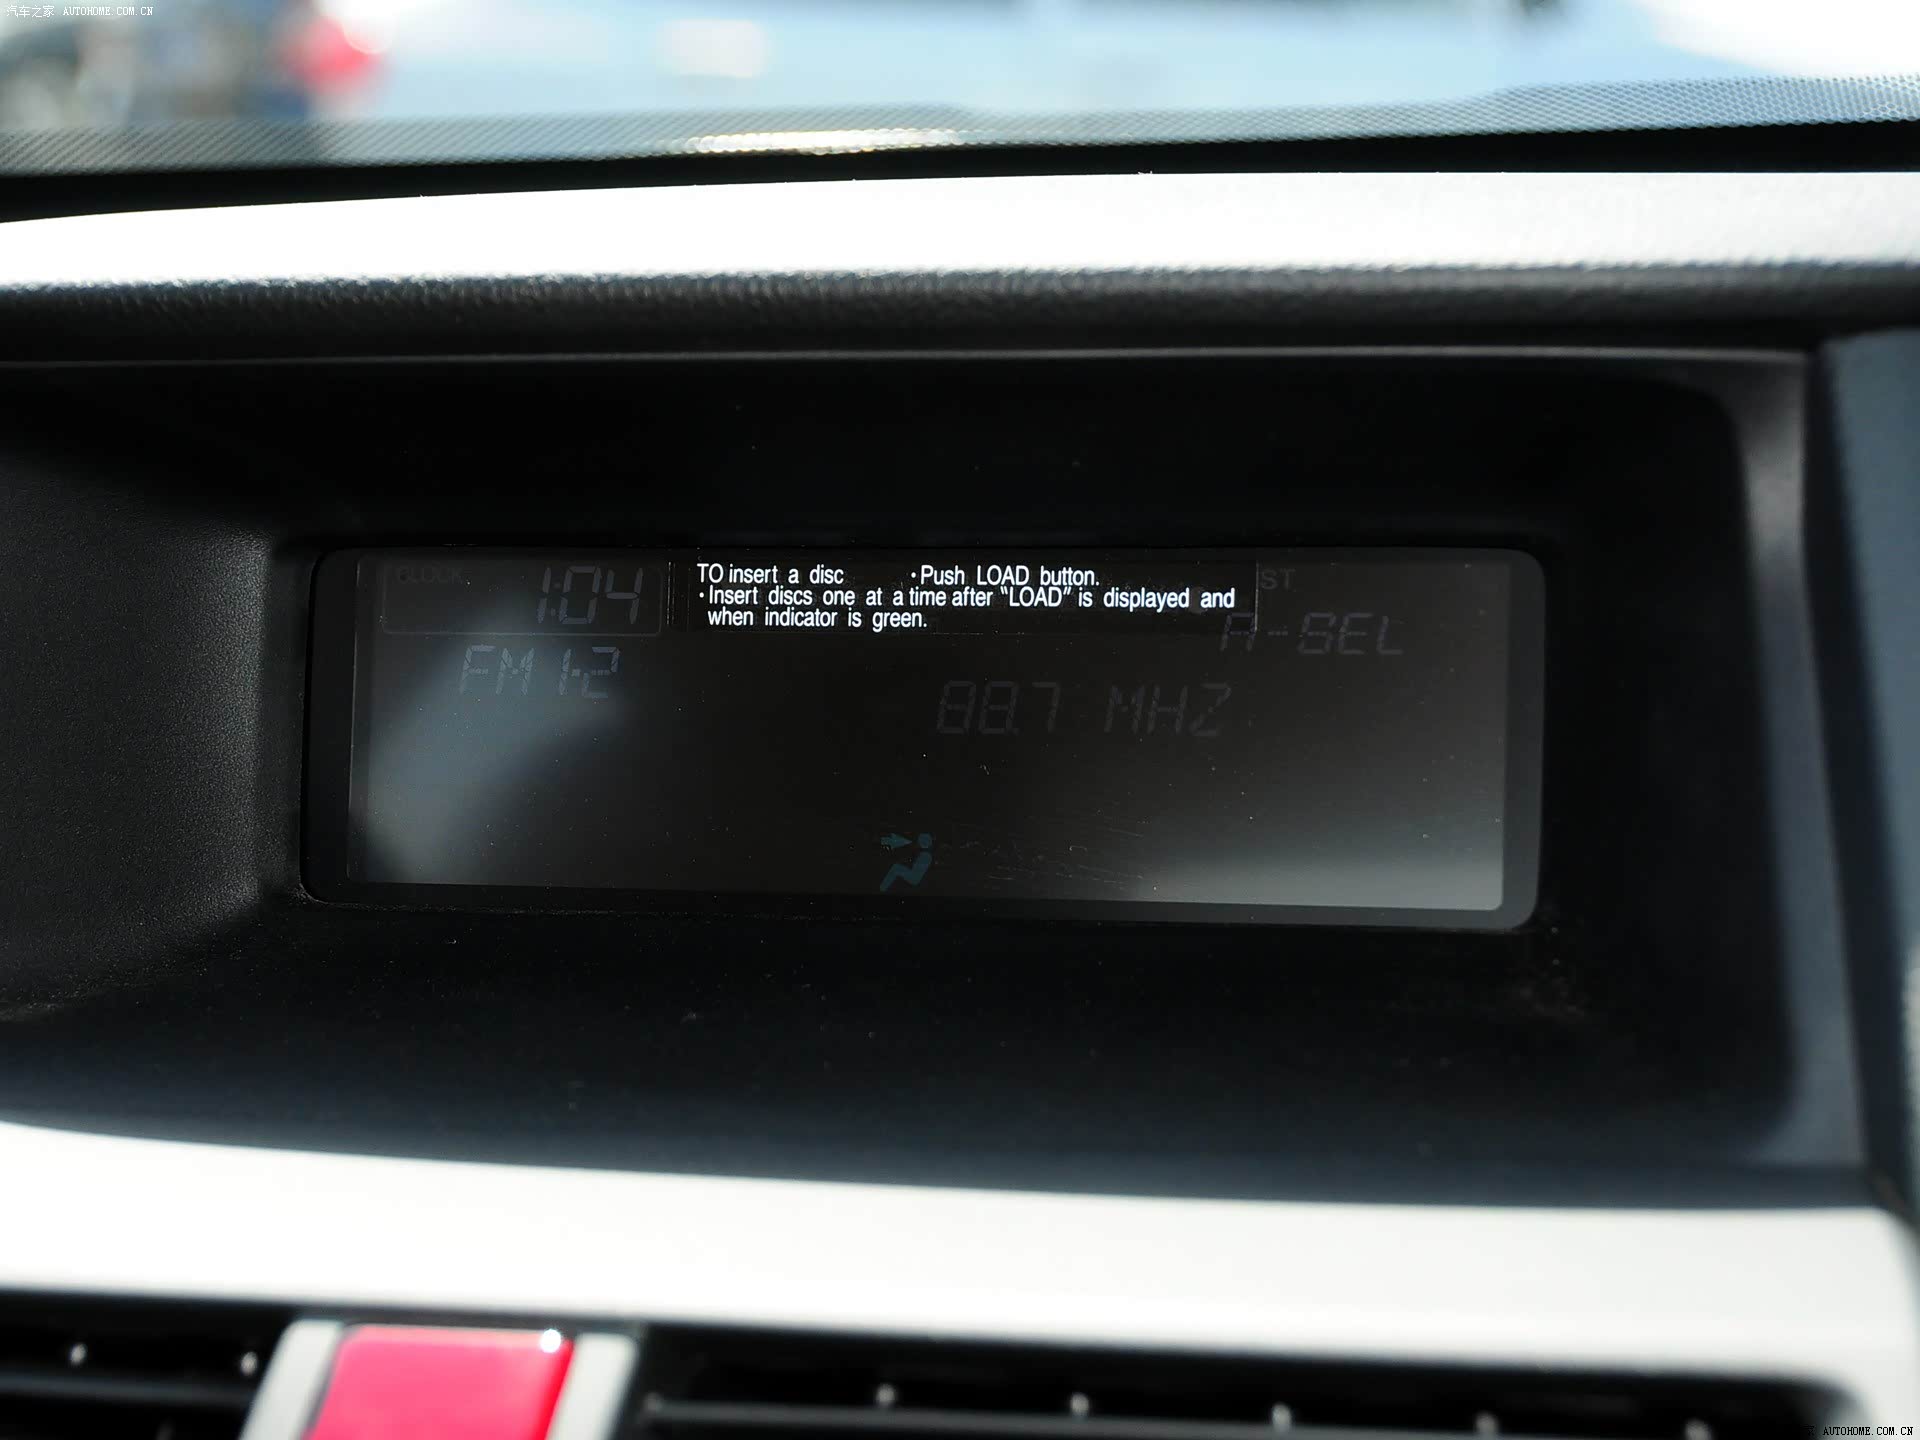 汽车之家 AUTOHOME.COM.CN
CLOCK
1:04
TO insert a disc ・Push LOAD button.
・Insert discs one at a time after “LOAD” is displayed and
when indicator is green.
ST
A-SEL
FM1-2
88.7 MHZ
AUTOHOME.COM.CN